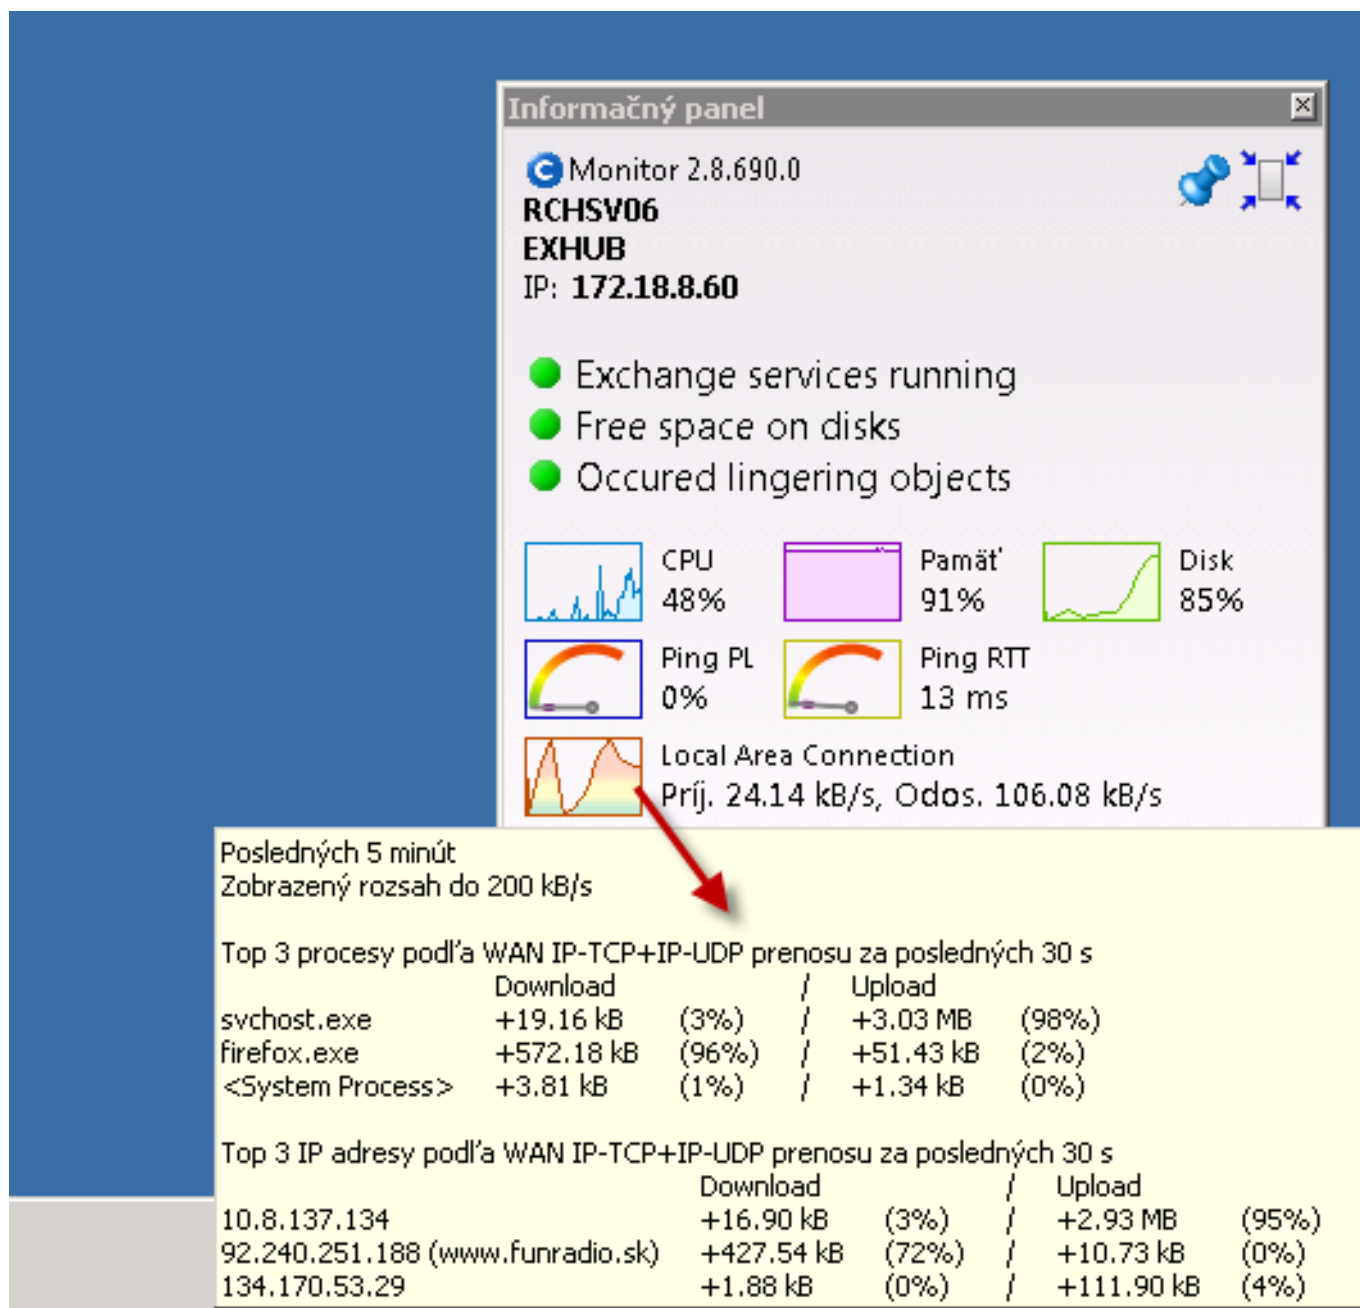 Informačný panel
C Monitor 2.8.690.0
RCHSV06
EXHUB
IP: 172.18.8.60
Exchange services running
Free space on disks
Occured lingering objects
CPU 48%
Pamäť 91%
Disk 85%
Ping PL 0%
Ping RTT 13 ms
Local Area Connection
Príj. 24.14 kB/s, Odos. 106.08 kB/s
Posledných 5 minút
Zobrazený rozsah do 200 kB/s
Top 3 procesy podľa WAN IP-TCP+IP-UDP prenosu za posledných 30 s
Download / Upload
svchost.exe +19.16 kB (3%) / +3.03 MB (98%)
firefox.exe +572.18 kB (96%) / +51.43 kB (2%)
<System Process> +3.81 kB (1%) / +1.34 kB (0%)
Top 3 IP adresy podľa WAN IP-TCP+IP-UDP prenosu za posledných 30 s
Download / Upload
10.8.137.134 +16.90 kB (3%) / +2.93 MB (95%)
92.240.251.188 (www.funradio.sk) +427.54 kB (72%) / +10.73 kB (0%)
134.170.53.29 +1.88 kB (0%) / +111.90 kB (4%)